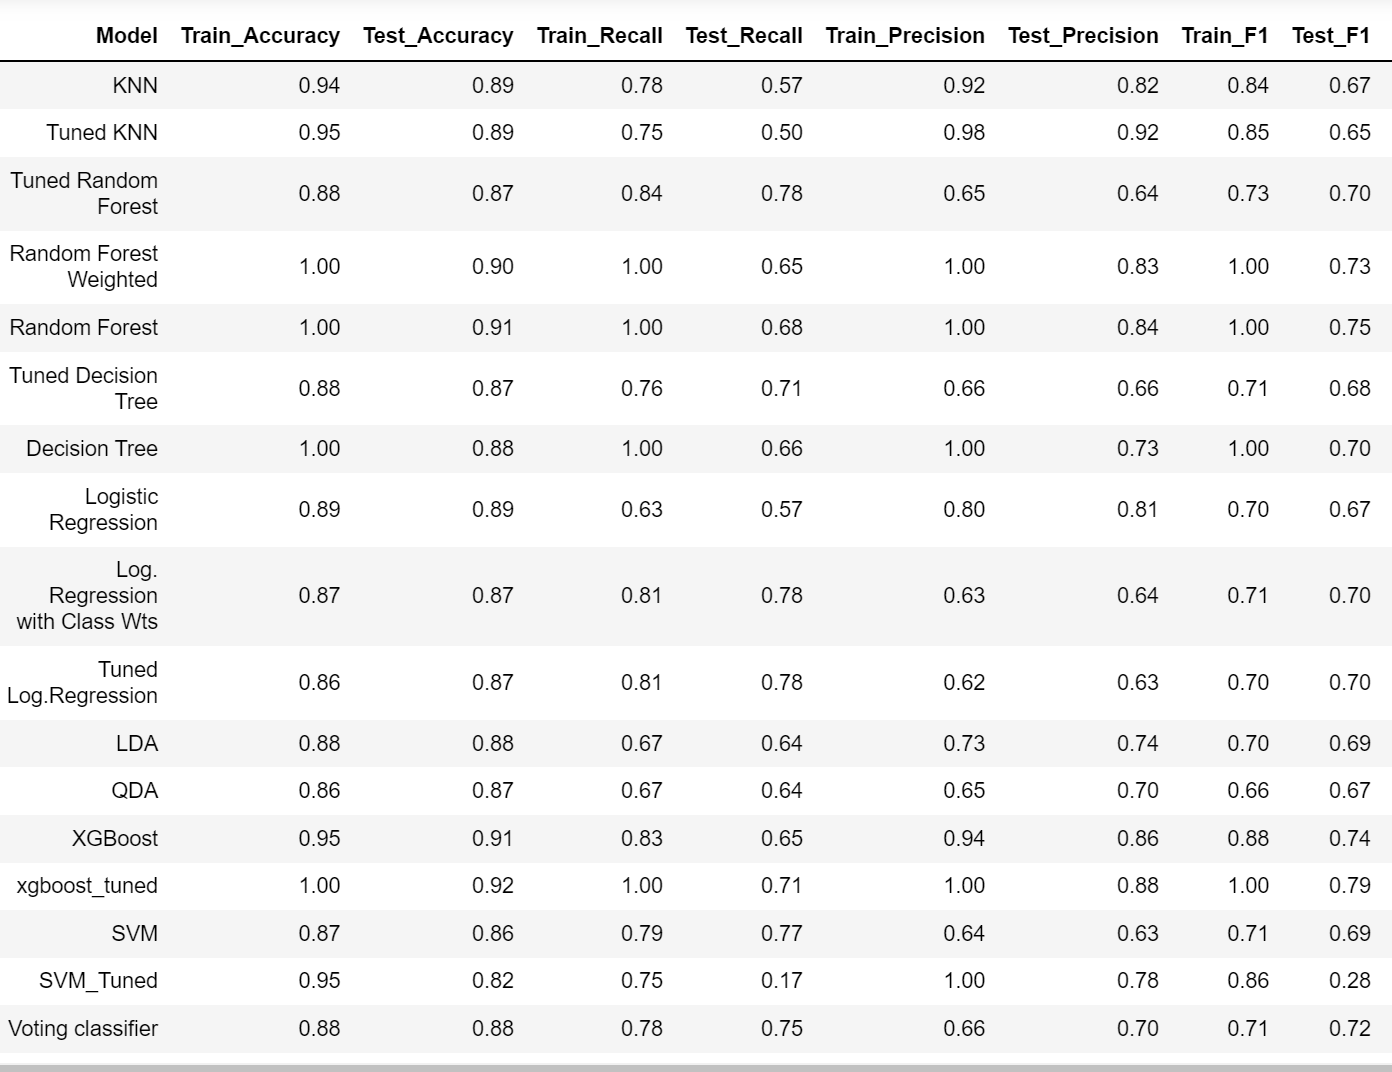 Model Train_Accuracy Test_Accuracy Train_Recall Test_Recall Train_Precision Test_Precision Train_F1 Test_F1
KNN 0.94 0.89 0.78 0.57 0.92 0.82 0.84 0.67
Tuned KNN 0.95 0.89 0.75 0.50 0.98 0.92 0.85 0.65
Tuned Random
Forest 0.88 0.87 0.84 0.78 0.65 0.64 0.73 0.70
Random Forest
Weighted 1.00 0.90 1.00 0.65 1.00 0.83 1.00 0.73
Random Forest 1.00 0.91 1.00 0.68 1.00 0.84 1.00 0.75
Tuned Decision
Tree 0.88 0.87 0.76 0.71 0.66 0.66 0.71 0.68
Decision Tree 1.00 0.88 1.00 0.66 1.00 0.73 1.00 0.70
Logistic
Regression 0.89 0.89 0.63 0.57 0.80 0.81 0.70 0.67
Log.
Regression 0.87 0.87 0.81 0.78 0.63 0.64 0.71 0.70
with Class Wts
Tuned
Log.Regression 0.86 0.87 0.81 0.78 0.62 0.63 0.70 0.70
LDA 0.88 0.88 0.67 0.64 0.73 0.74 0.70 0.69
QDA 0.86 0.87 0.67 0.64 0.65 0.70 0.66 0.67
XGBoost 0.95 0.91 0.83 0.65 0.94 0.86 0.88 0.74
xgboost_tuned 1.00 0.92 1.00 0.71 1.00 0.88 1.00 0.79
SVM 0.87 0.86 0.79 0.77 0.64 0.63 0.71 0.69
SVM_Tuned 0.95 0.82 0.75 0.17 1.00 0.78 0.86 0.28
Voting classifier 0.88 0.88 0.78 0.75 0.66 0.70 0.71 0.72